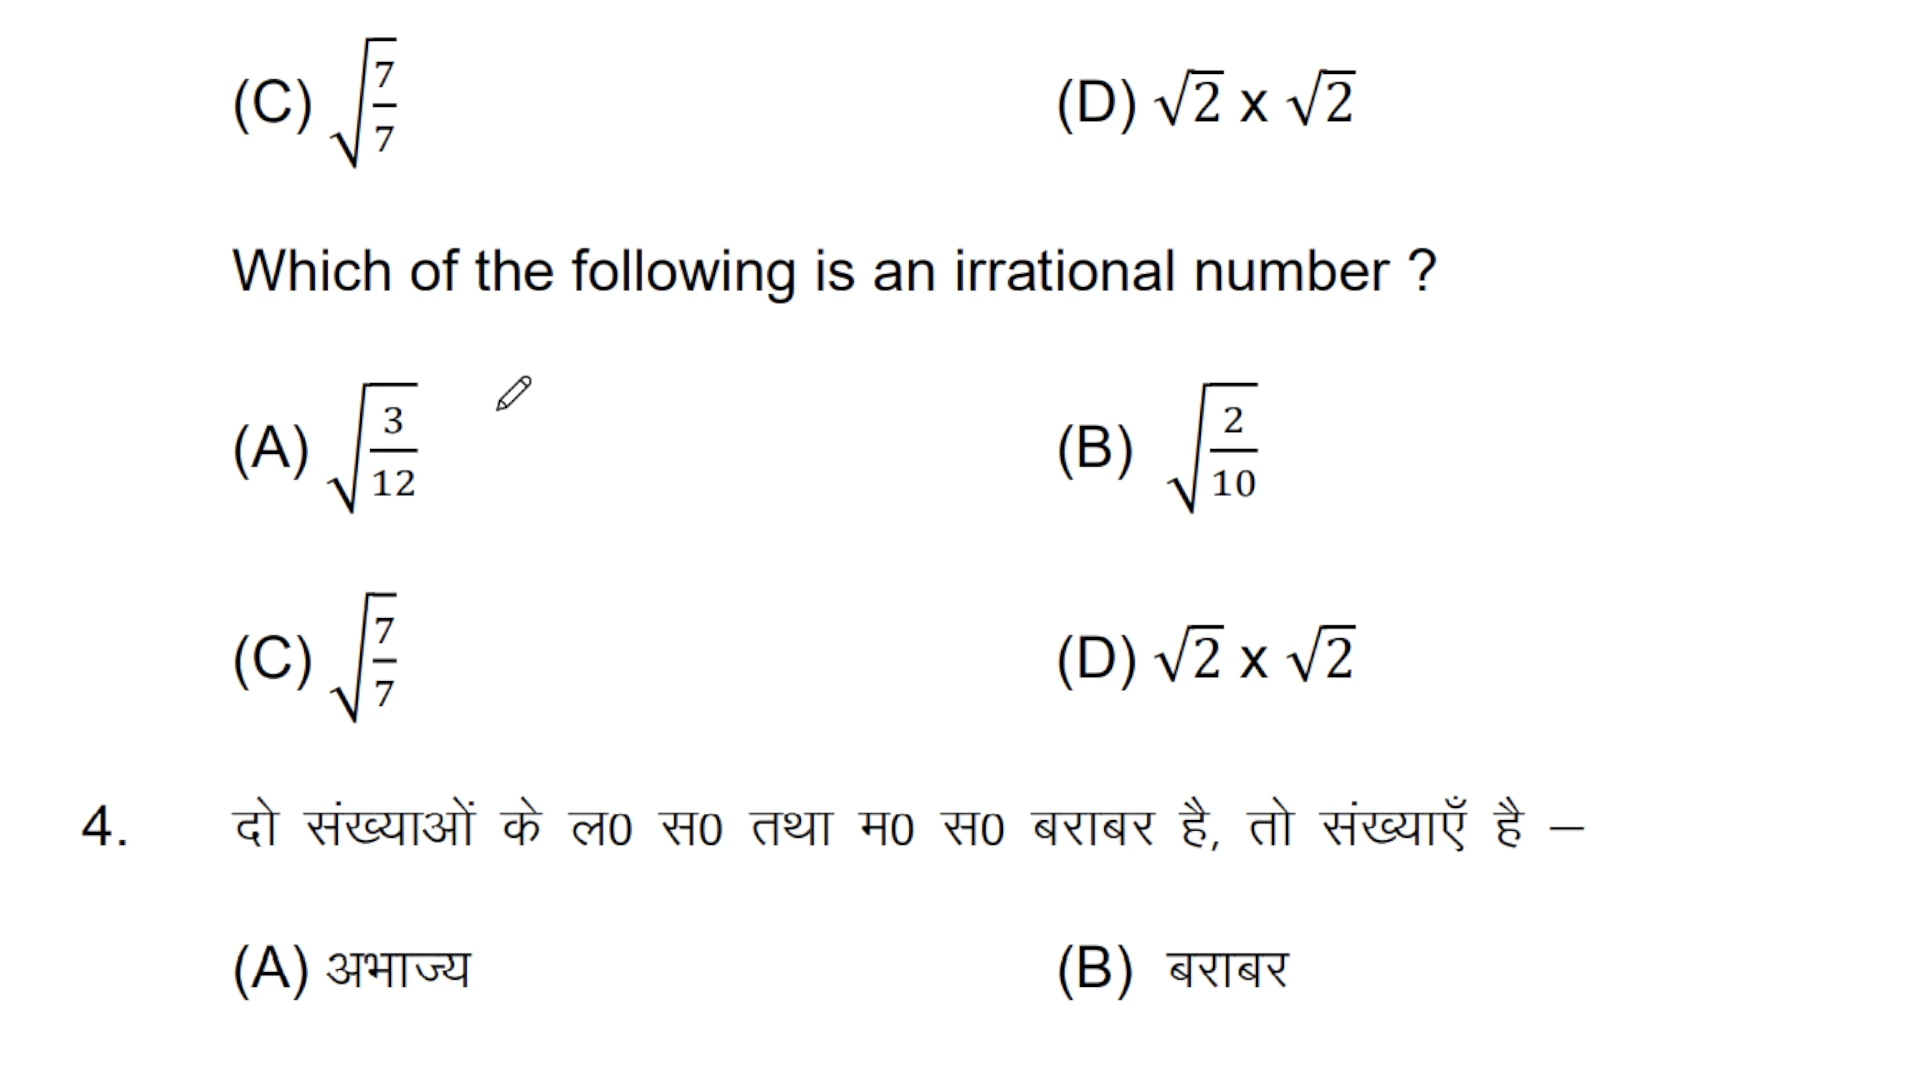 (C) √(7/7) (D) √2 x √2
Which of the following is an irrational number ?
(A) √(3/12) (B) √(2/10)
(C) √(7/7) (D) √2 x √2
4. दो संख्याओं के ल0 स0 तथा म0 स0 बराबर है, तो संख्याएँ है –
(A) अभाज्य (B) बराबर